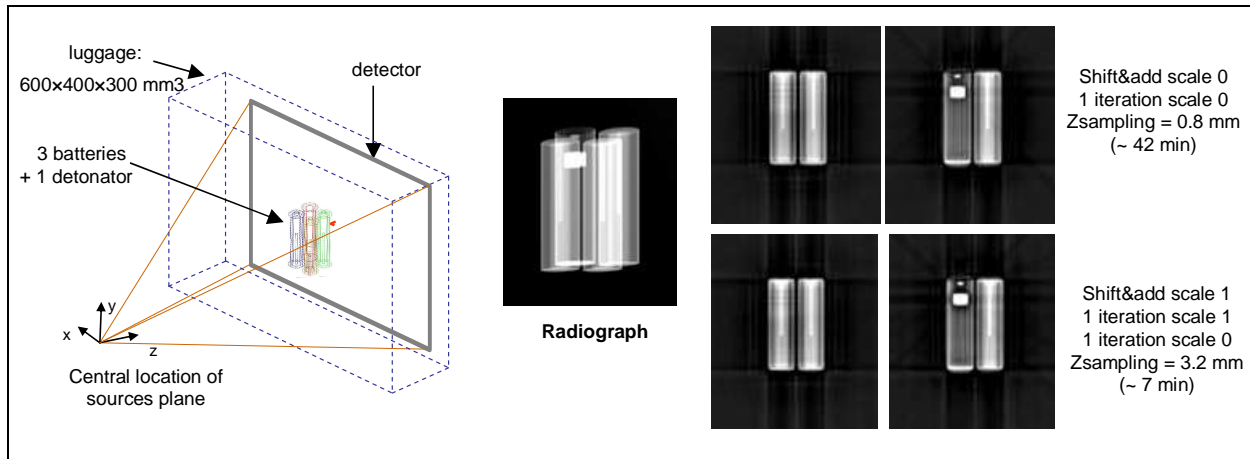 luggage:
600×400×300 mm3
detector
3 batteries
+ 1 detonator
y
x
z
Central location of
sources plane
Radiograph
Shift&add scale 0
1 iteration scale 0
Zsampling = 0.8 mm
(~ 42 min)
Shift&add scale 1
1 iteration scale 1
1 iteration scale 0
Zsampling = 3.2 mm
(~ 7 min)